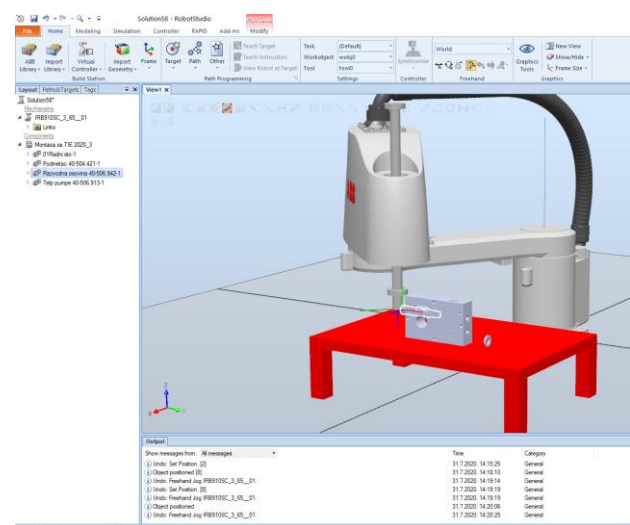 Solution58 - RobotStudio
File Home Modeling Simulation Controller RAPID Add-Ins Modify
ABB Library Import Library Virtual Controller Import Geometry Frame Target Path Other
Teach Target
Teach Instruction
View Robot at Target
Task (Default)
Workobject wobj0
Tool tool0
Synchronize
World
Graphics Tools
New View
Show/Hide
Frame Size
Build Station Path Programming Settings Controller Freehand Graphics
Layout Paths&Targets Tags
View1
Solution58*
Mechanisms
IRB910SC_3_65__01
Links
Components
Montaza za TIE 2020_3
01Radni sto-1
Podmetac 40-504.421-1
Razvodna osovina 40-506.942-1
Telp pumpe 40-506.913-1
ABB
Z
X
Output
Show messages from: All messages Time Category
Undo: Set Position. [2] 31.7.2020. 14:15:25 General
Object positioned [8] 31.7.2020. 14:18:10 General
Undo: Freehand Jog IRB910SC_3_65__01. 31.7.2020. 14:19:14 General
Undo: Set Position. [8] 31.7.2020. 14:19:19 General
Undo: Freehand Jog IRB910SC_3_65__01. 31.7.2020. 14:19:19 General
Object positioned 31.7.2020. 14:20:06 General
Undo: Freehand Jog IRB910SC_3_65__01. 31.7.2020. 14:20:25 General